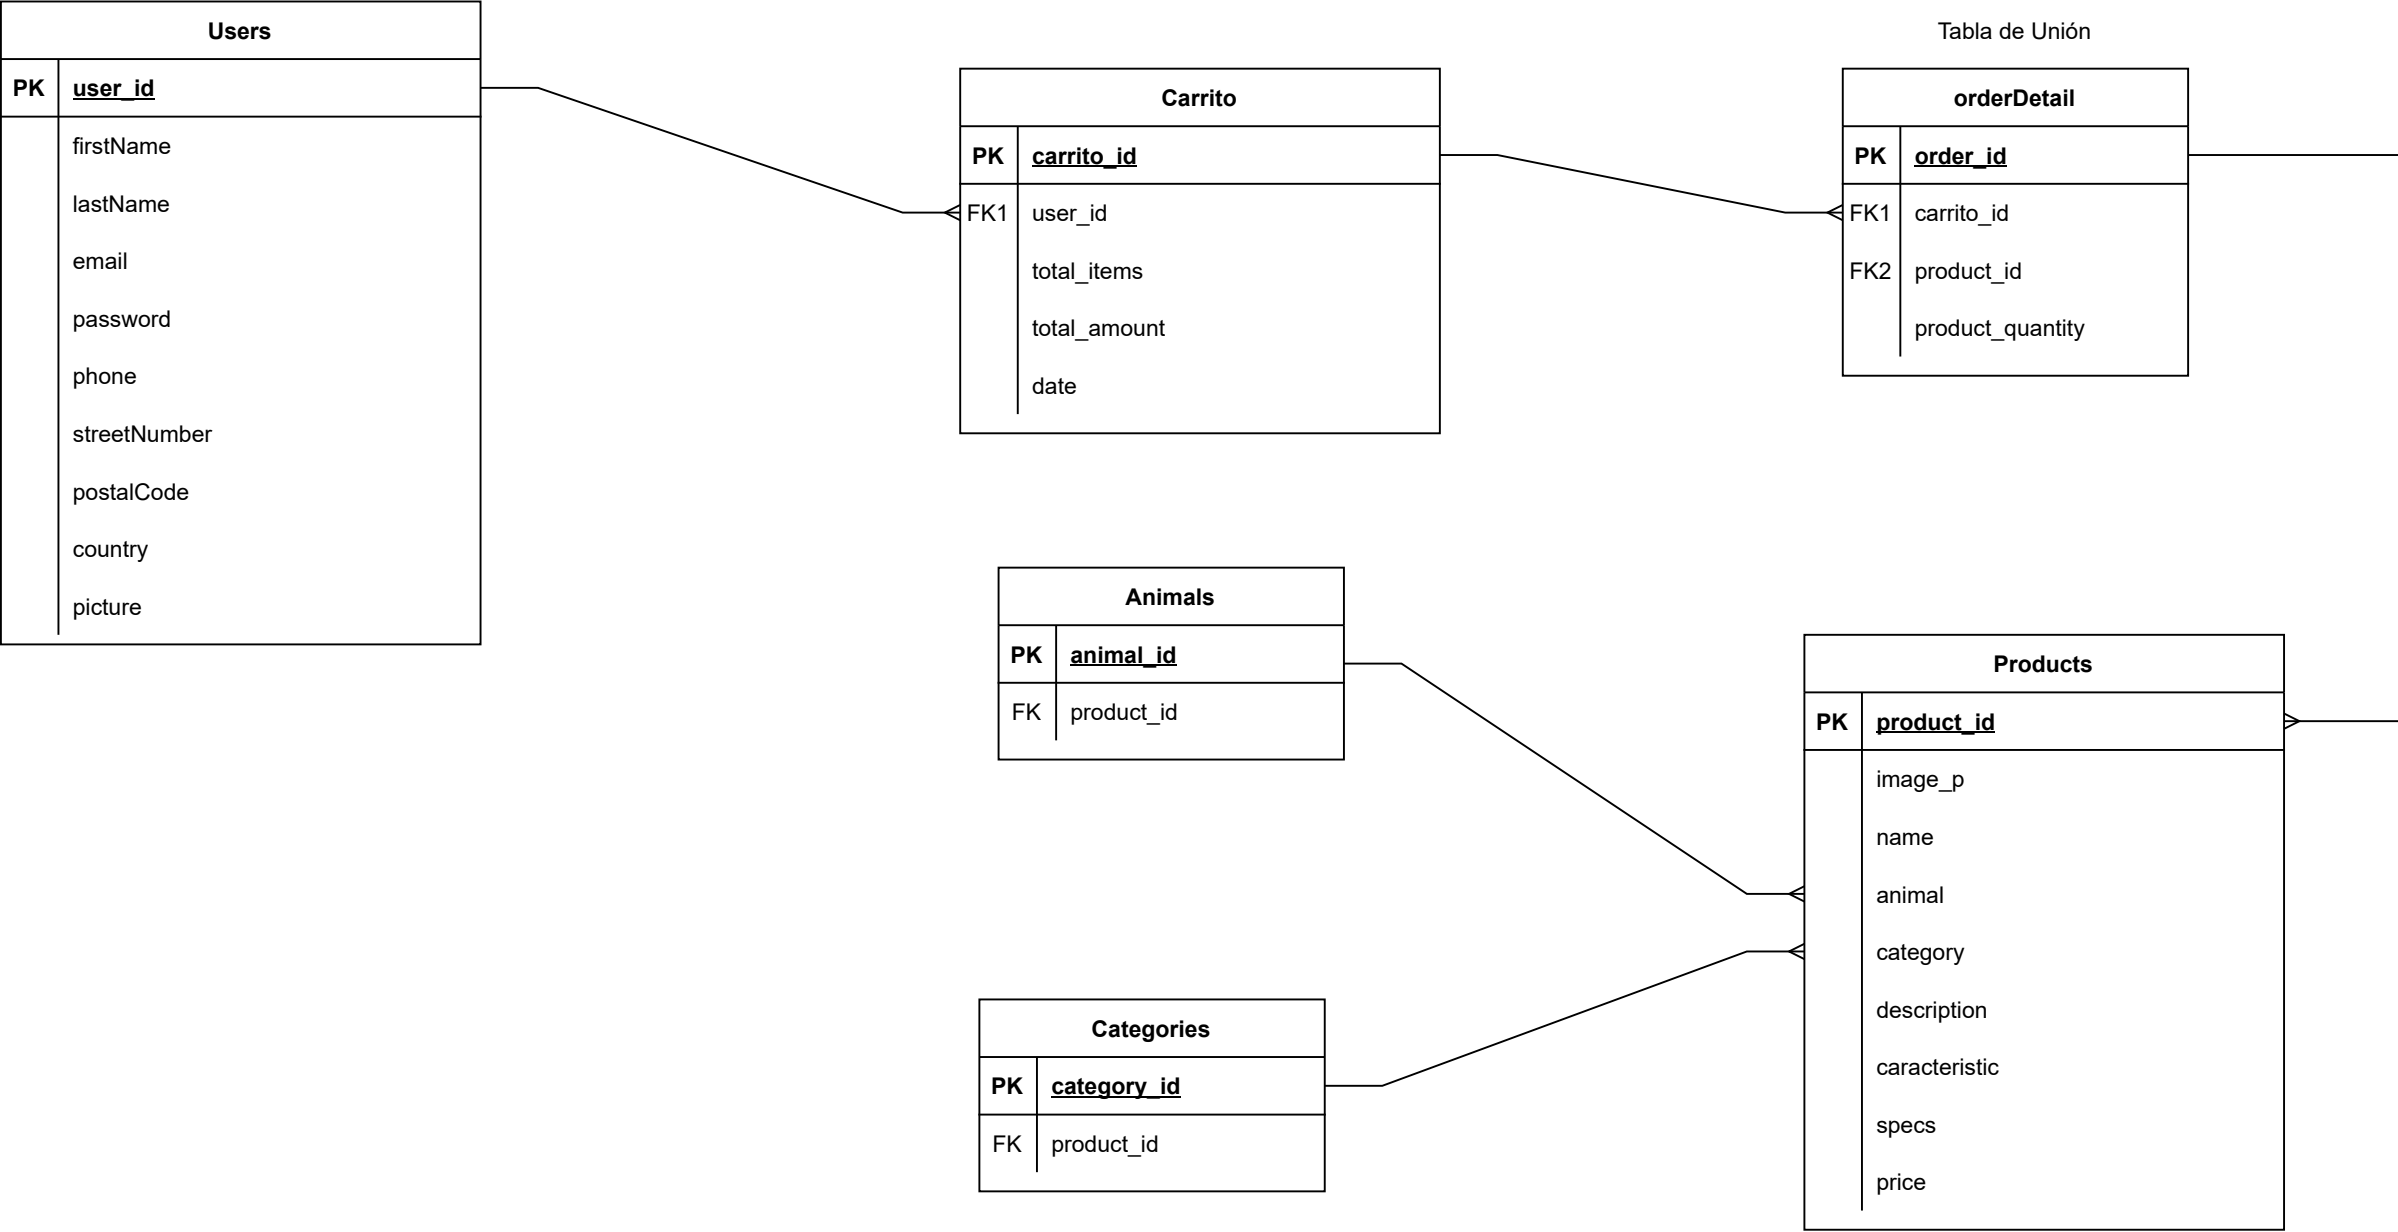 Users
PK user_id
firstName
lastName
email
password
phone
streetNumber
postalCode
country
picture
Carrito
PK carrito_id
FK1 user_id
total_items
total_amount
date
Tabla de Unión
orderDetail
PK order_id
FK1 carrito_id
FK2 product_id
product_quantity
Animals
PK animal_id
FK product_id
Categories
PK category_id
FK product_id
Products
PK product_id
image_p
name
animal
category
description
caracteristic
specs
price